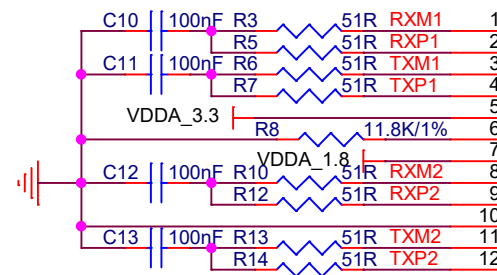 C10 100nF R3 51R RXM1 1
R5 51R RXP1 2
C11 100nF R6 51R TXM1 3
R7 51R TXP1 4
VDDA_3.3 5
R8 11.8K/1% 6
VDDA_1.8 7
C12 100nF R10 51R RXM2 8
R12 51R RXP2 9
10
C13 100nF R13 51R TXM2 11
R14 51R TXP2 12